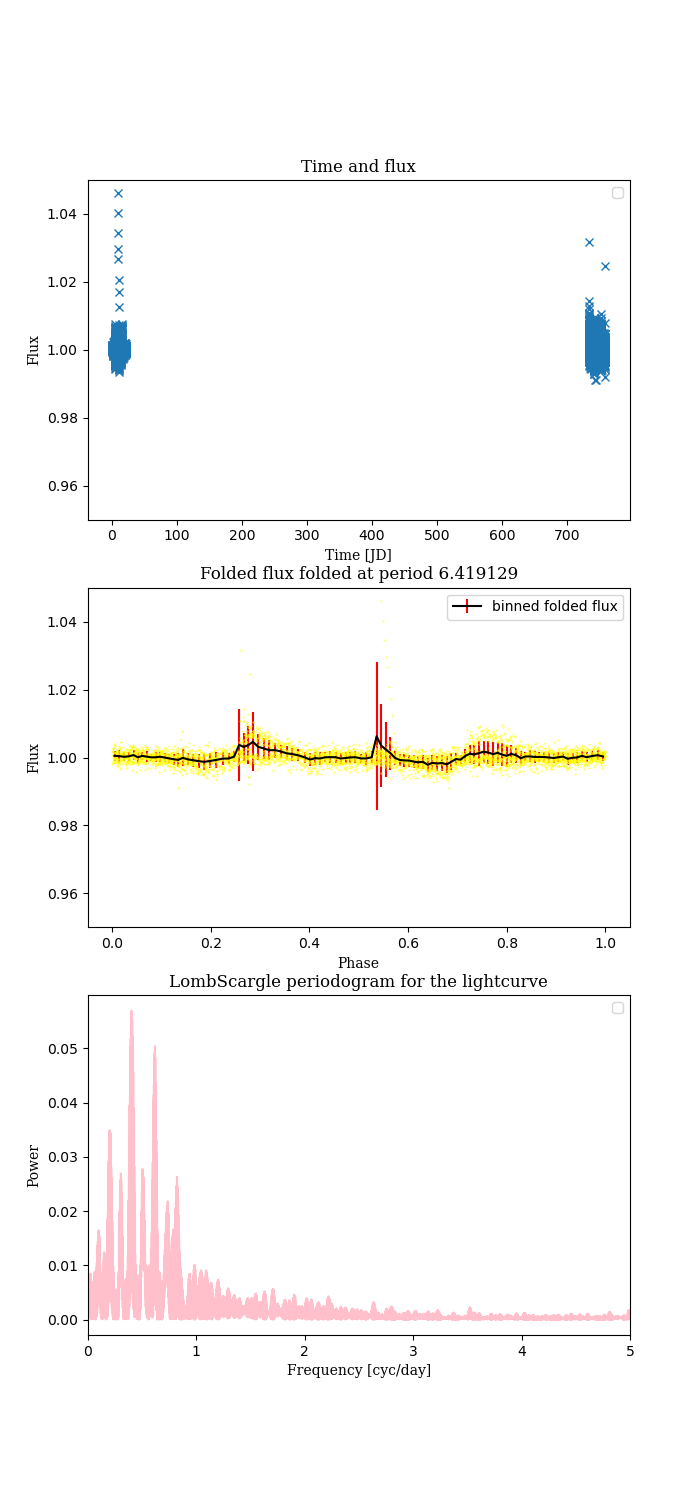 Time and flux
1.04
1.02
1.00
0.98
0.96
Flux
0 100 200 300 400 500 600 700
Time [JD]
Folded flux folded at period 6.419129
binned folded flux
1.04
1.02
1.00
0.98
0.96
Flux
0.0 0.2 0.4 0.6 0.8 1.0
Phase
LombScargle periodogram for the lightcurve
0.05
0.04
0.03
0.02
0.01
0.00
Power
0 1 2 3 4 5
Frequency [cyc/day]